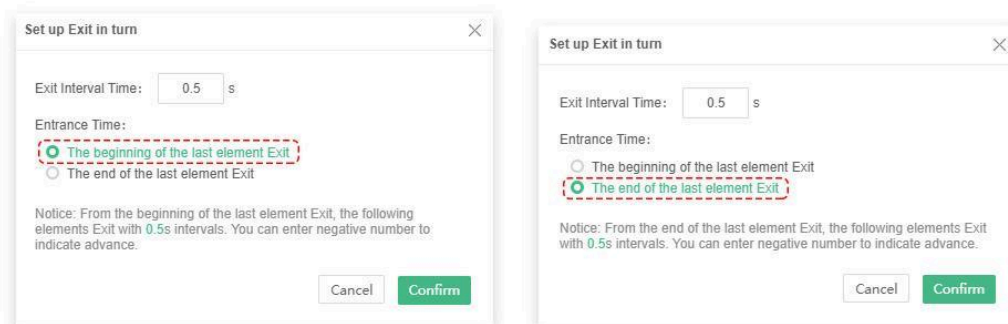 Set up Exit in turn
Exit Interval Time: 0.5 s
Entrance Time:
The beginning of the last element Exit
The end of the last element Exit
Notice: From the beginning of the last element Exit, the following
elements Exit with 0.5s intervals. You can enter negative number to
indicate advance.
Cancel Confirm
Set up Exit in turn
Exit Interval Time: 0.5 s
Entrance Time:
The beginning of the last element Exit
The end of the last element Exit
Notice: From the end of the last element Exit, the following elements Exit
with 0.5s intervals. You can enter negative number to indicate advance.
Cancel Confirm